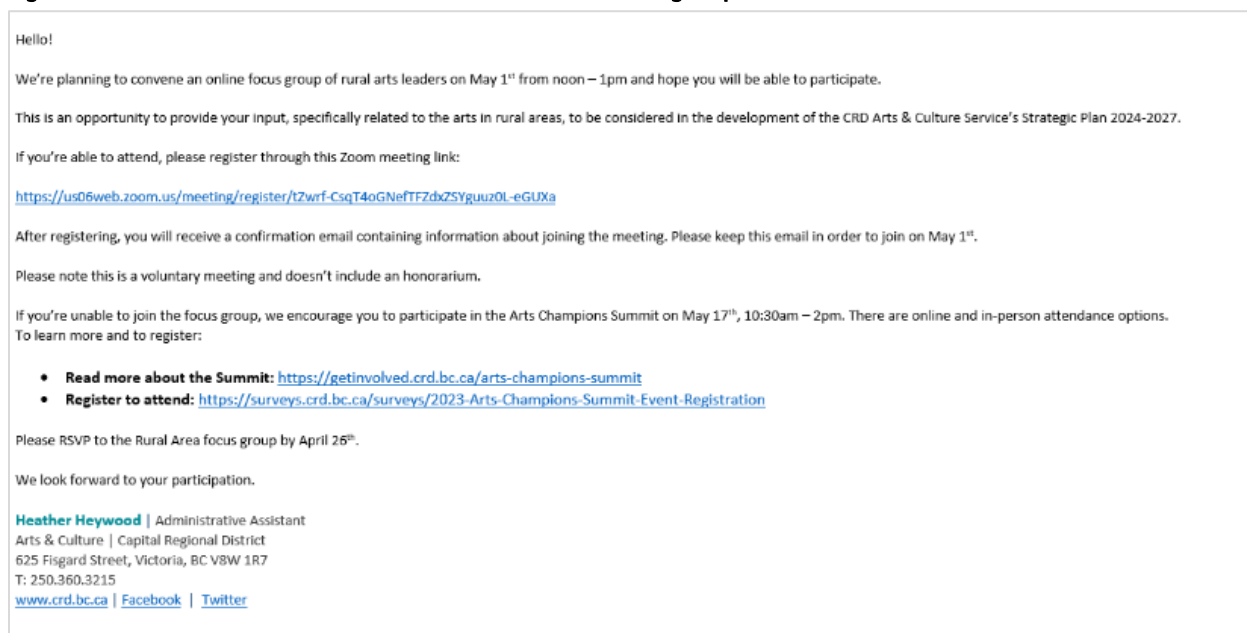 Hello!
We're planning to convene an online focus group of rural arts leaders on May 1st from noon – 1pm and hope you will be able to participate.
This is an opportunity to provide your input, specifically related to the arts in rural areas, to be considered in the development of the CRD Arts & Culture Service's Strategic Plan 2024-2027.
If you're able to attend, please register through this Zoom meeting link:
https://us06web.zoom.us/meeting/register/tZwrf-CsqT4oGNefTFZdxZSYguuz0L-eGUXa
After registering, you will receive a confirmation email containing information about joining the meeting. Please keep this email in order to join on May 1st.
Please note this is a voluntary meeting and doesn't include an honorarium.
If you're unable to join the focus group, we encourage you to participate in the Arts Champions Summit on May 17th, 10:30am – 2pm. There are online and in-person attendance options.
To learn more and to register:
• Read more about the Summit: https://getinvolved.crd.bc.ca/arts-champions-summit
• Register to attend: https://surveys.crd.bc.ca/surveys/2023-Arts-Champions-Summit-Event-Registration
Please RSVP to the Rural Area focus group by April 26th.
We look forward to your participation.
Heather Heywood | Administrative Assistant
Arts & Culture | Capital Regional District
625 Fisgard Street, Victoria, BC V8W 1R7
T: 250.360.3215
www.crd.bc.ca | Facebook | Twitter